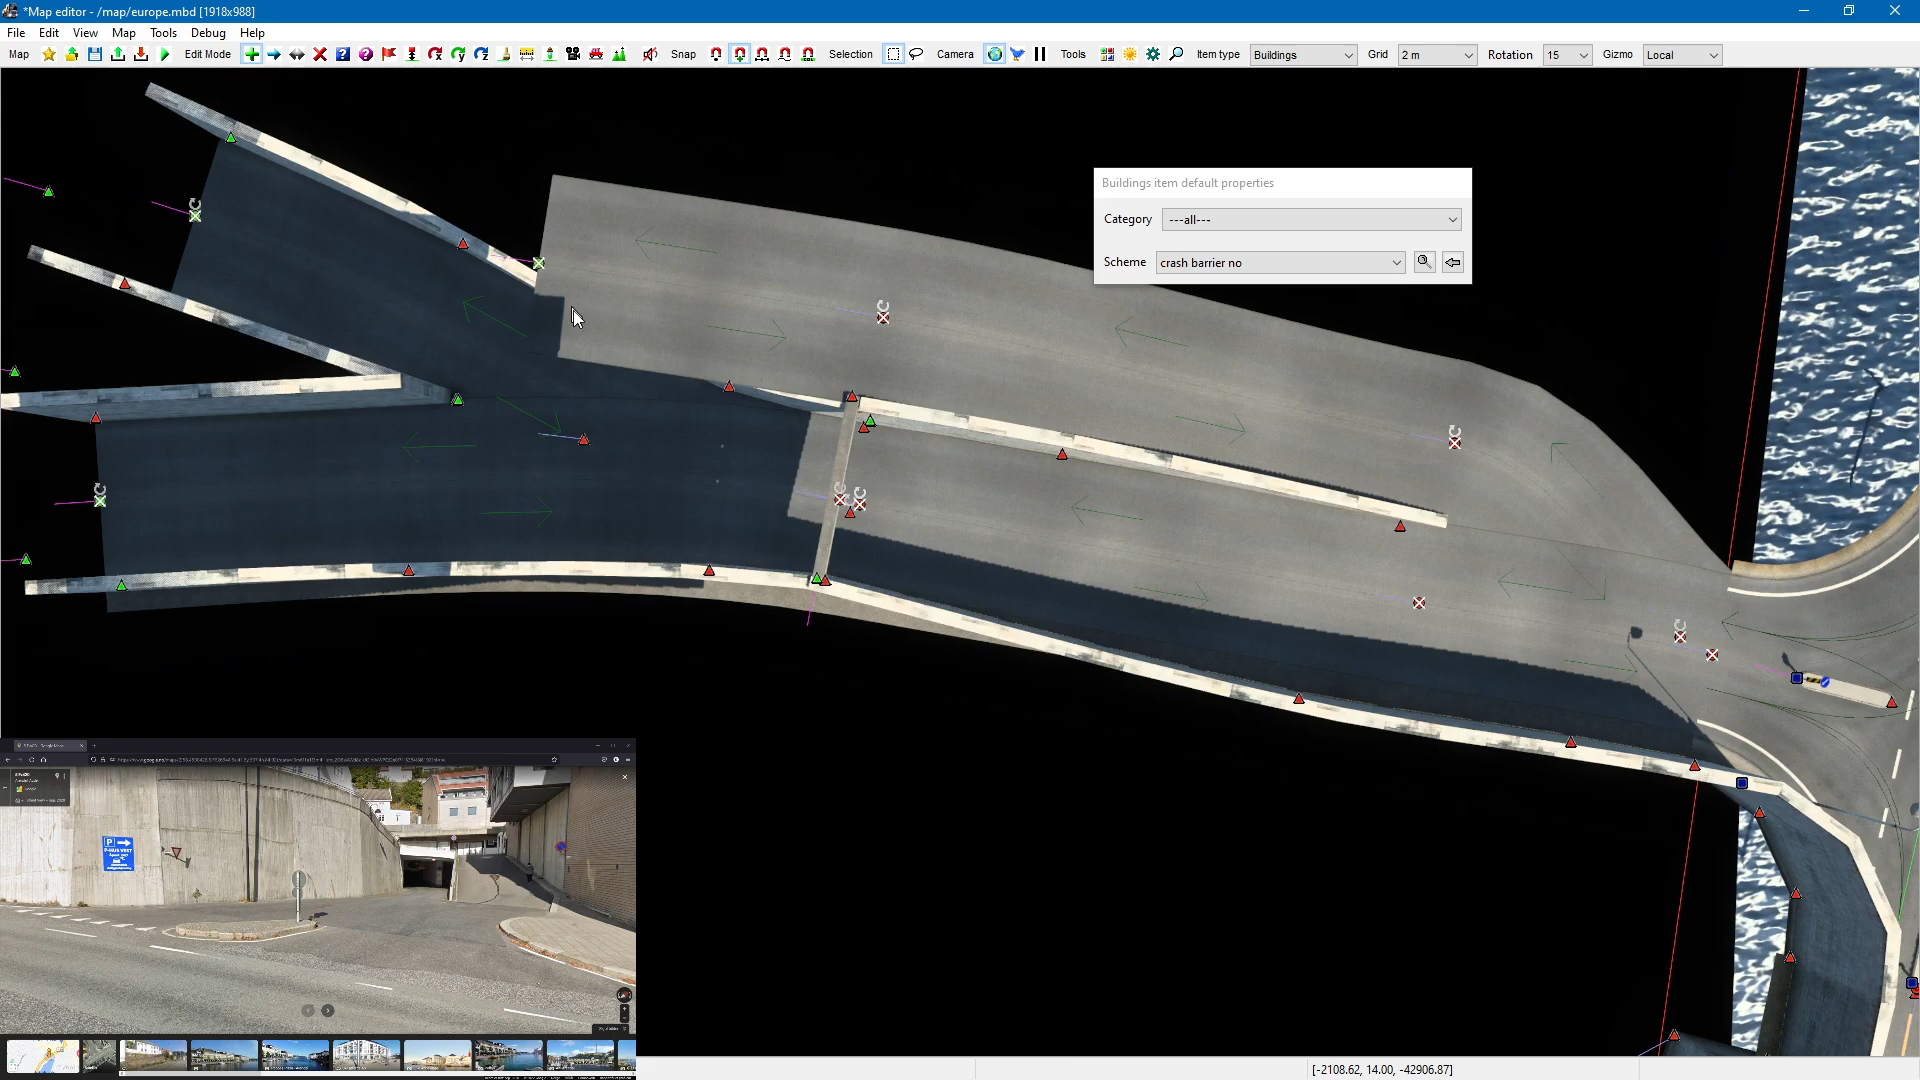 *Map editor - /map/europe.mbd [1918x988]
File Edit View Map Tools Debug Help
Map Edit Mode Snap Selection Camera Tools Item type Buildings Grid 2 m Rotation 15 Gizmo Local
Buildings item default properties
Category ---all---
Scheme crash barrier no
P
P-HUS VEST
[-2108.62, 14.00, -42906.87]